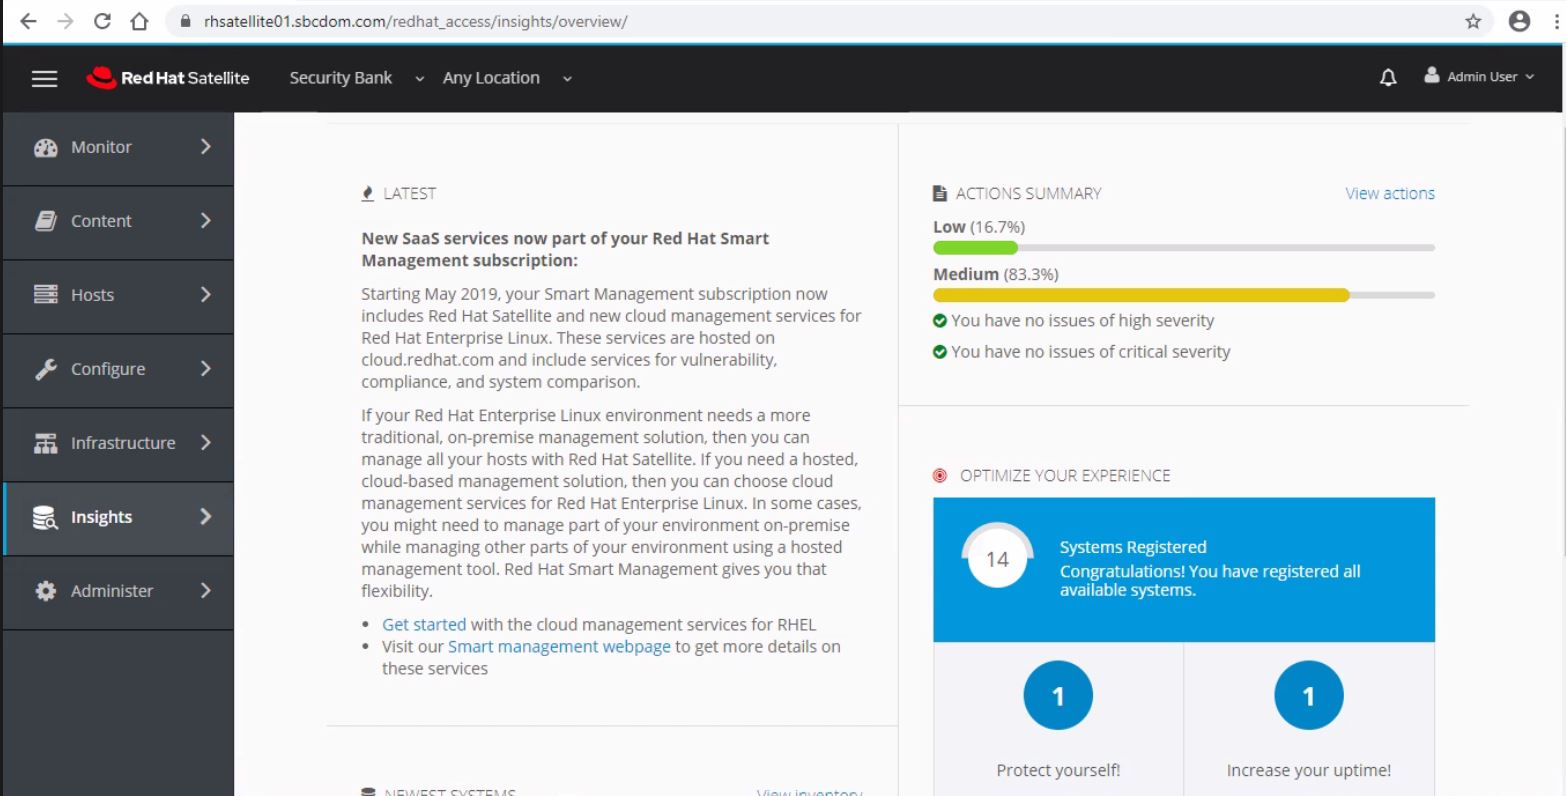 rhsatellite01.sbcdom.com/redhat_access/insights/overview/
Red Hat Satellite
Security Bank
Any Location
Admin User
Monitor
Content
Hosts
Configure
Infrastructure
Insights
Administer
LATEST
New SaaS services now part of your Red Hat Smart
Management subscription:
Starting May 2019, your Smart Management subscription now
includes Red Hat Satellite and new cloud management services for
Red Hat Enterprise Linux. These services are hosted on
cloud.redhat.com and include services for vulnerability,
compliance, and system comparison.
If your Red Hat Enterprise Linux environment needs a more
traditional, on-premise management solution, then you can
manage all your hosts with Red Hat Satellite. If you need a hosted,
cloud-based management solution, then you can choose cloud
management services for Red Hat Enterprise Linux. In some cases,
you might need to manage part of your environment on-premise
while managing other parts of your environment using a hosted
management tool. Red Hat Smart Management gives you that
flexibility.
• Get started with the cloud management services for RHEL
• Visit our Smart management webpage to get more details on
these services
NEWEST SYSTEMS
View inventory
ACTIONS SUMMARY
View actions
Low (16.7%)
Medium (83.3%)
You have no issues of high severity
You have no issues of critical severity
OPTIMIZE YOUR EXPERIENCE
14
Systems Registered
Congratulations! You have registered all
available systems.
1
Protect yourself!
1
Increase your uptime!